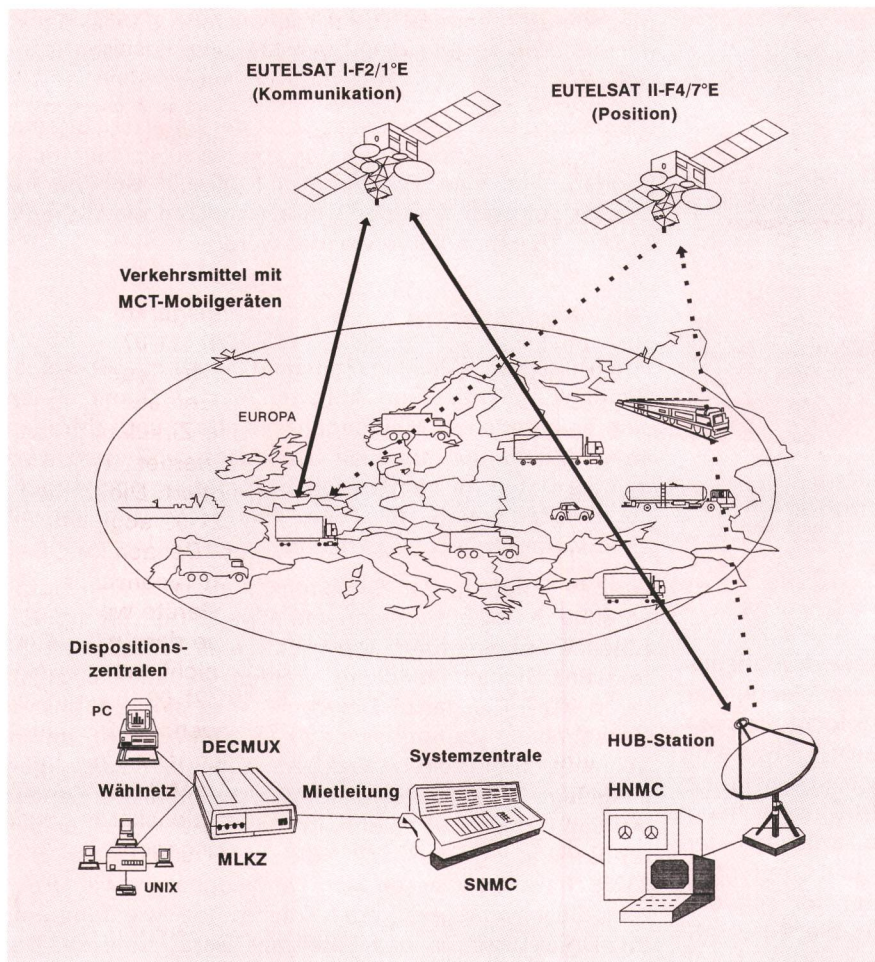 EUTELSAT I-F2/1°E
(Kommunikation)
EUTELSAT II-F4/7°E
(Position)
Verkehrsmittel mit
MCT-Mobilgeräten
EUROPA
Dispositions-
zentralen
PC
DECMUX
Systemzentrale
HUB-Station
Wählnetz
Mietleitung
HNMC
MLKZ
SNMC
UNIX